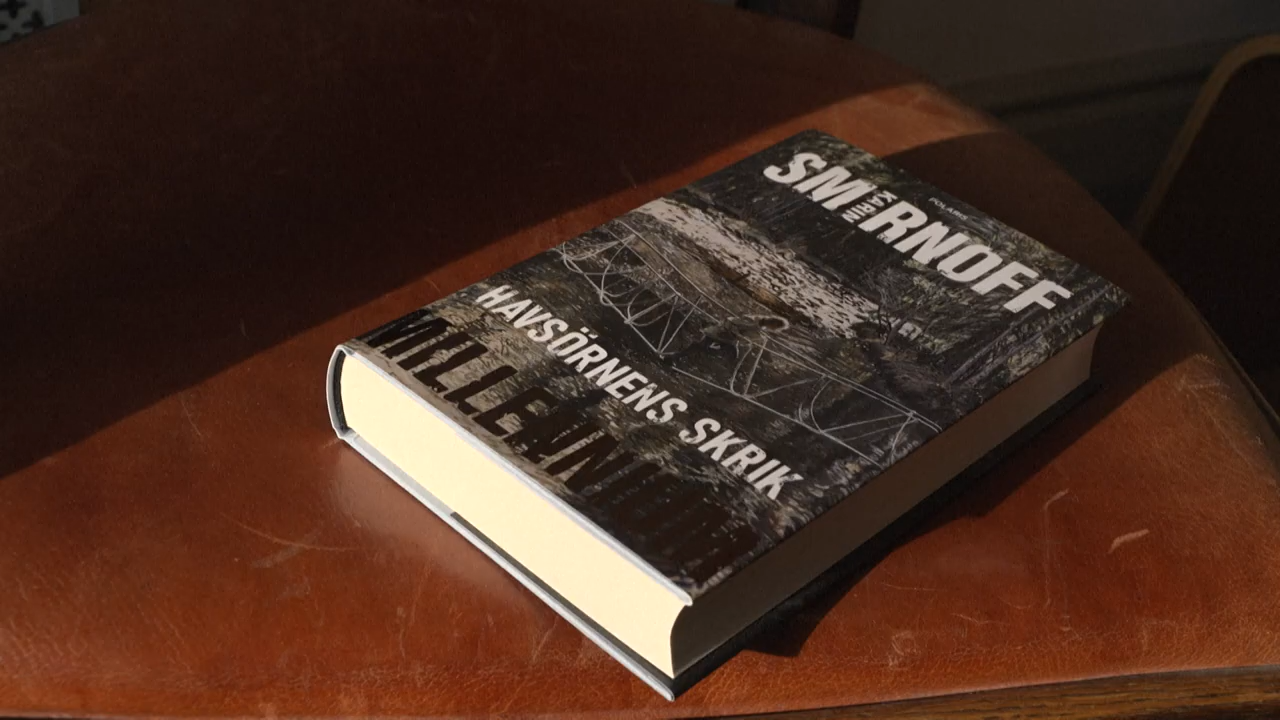 POLARIS
SMIRNOFF
KARIN
HAVSÖRNENS SKRIK
MILLENNIUM